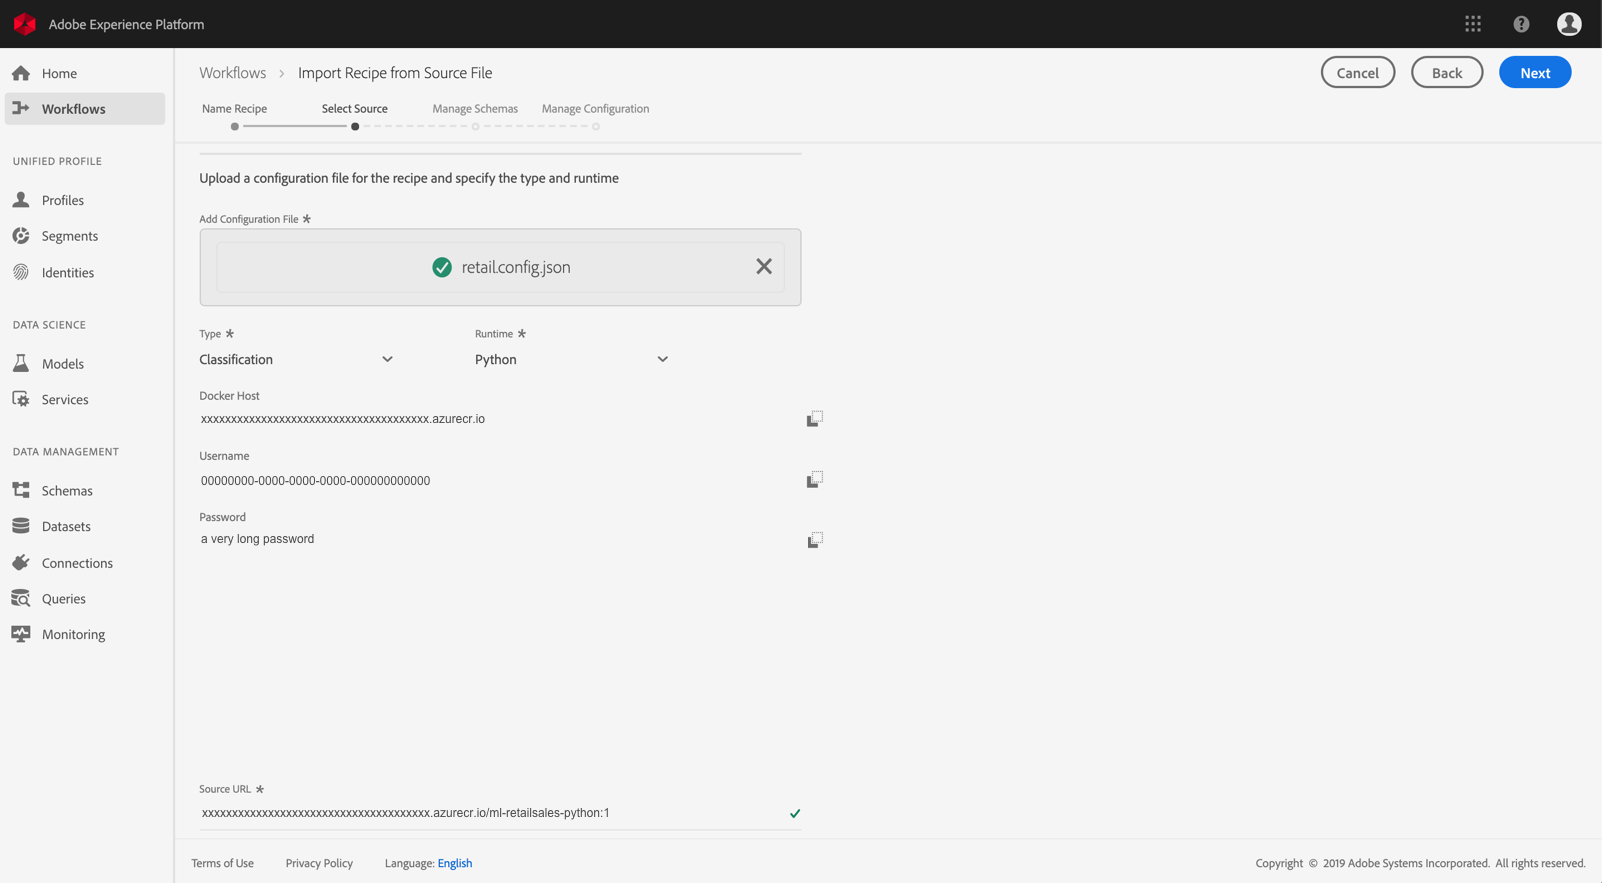 Adobe Experience Platform
Home
Workflows
UNIFIED PROFILE
Profiles
Segments
Identities
DATA SCIENCE
Models
Services
DATA MANAGEMENT
Schemas
Datasets
Connections
Queries
Monitoring
Workflows > Import Recipe from Source File
Cancel
Back
Next
Name Recipe
Select Source
Manage Schemas
Manage Configuration
Upload a configuration file for the recipe and specify the type and runtime
Add Configuration File *
retail.config.json
Type *
Runtime *
Classification
Python
Docker Host
xxxxxxxxxxxxxxxxxxxxxxxxxxxxxxxxxxxxxx.azurecr.io
Username
00000000-0000-0000-0000-000000000000
Password
a very long password
Source URL *
xxxxxxxxxxxxxxxxxxxxxxxxxxxxxxxxxxxxxx.azurecr.io/ml-retailsales-python:1
Terms of Use
Privacy Policy
Language: English
Copyright © 2019 Adobe Systems Incorporated. All rights reserved.